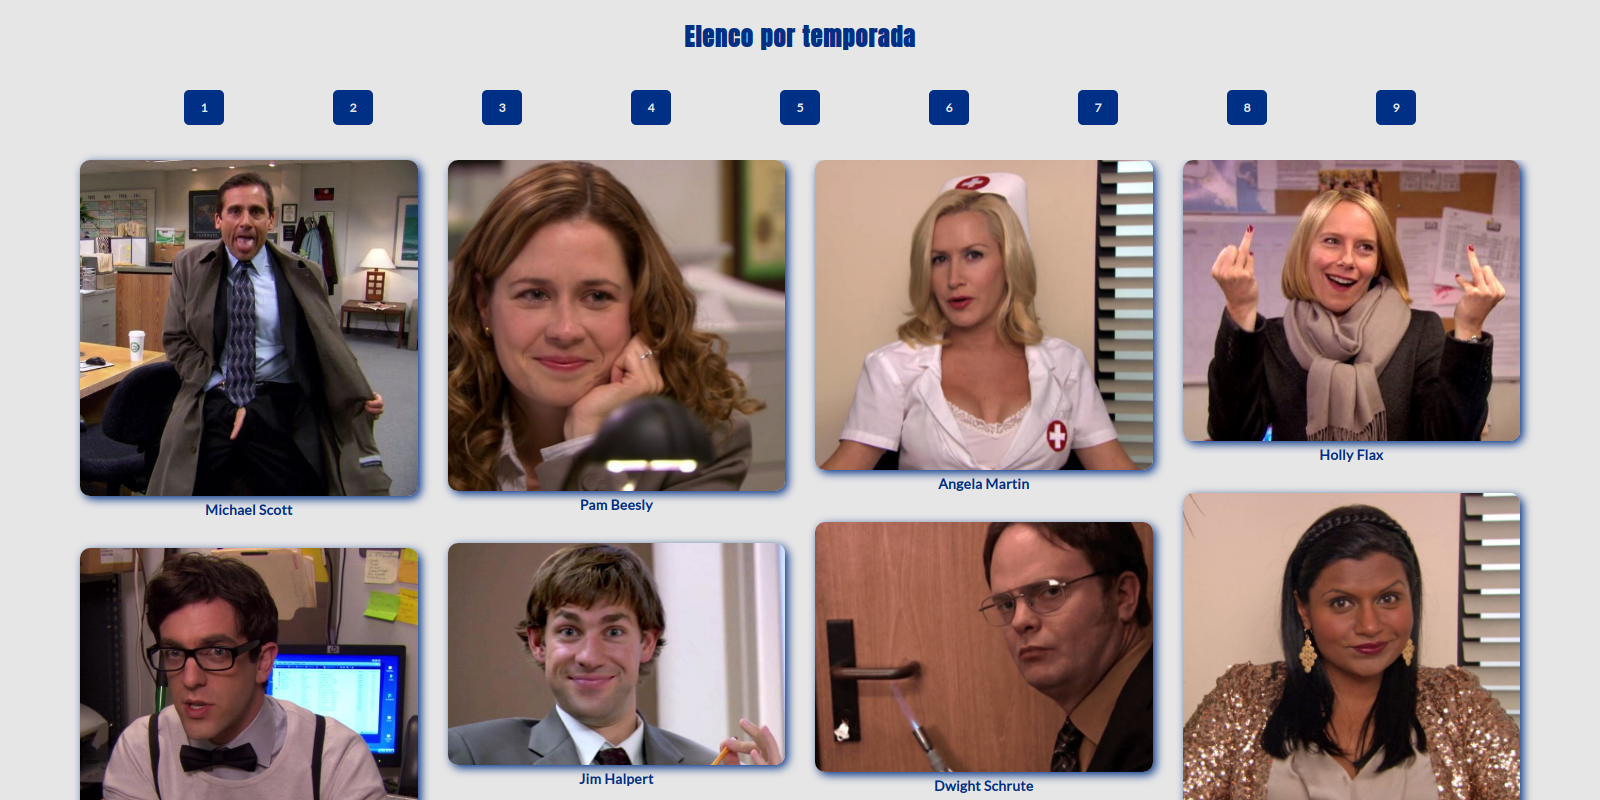 Elenco por temporada
1 2 3 4 5 6 7 8 9
Michael Scott
Pam Beesly
Angela Martin
Holly Flax
Jim Halpert
Dwight Schrute